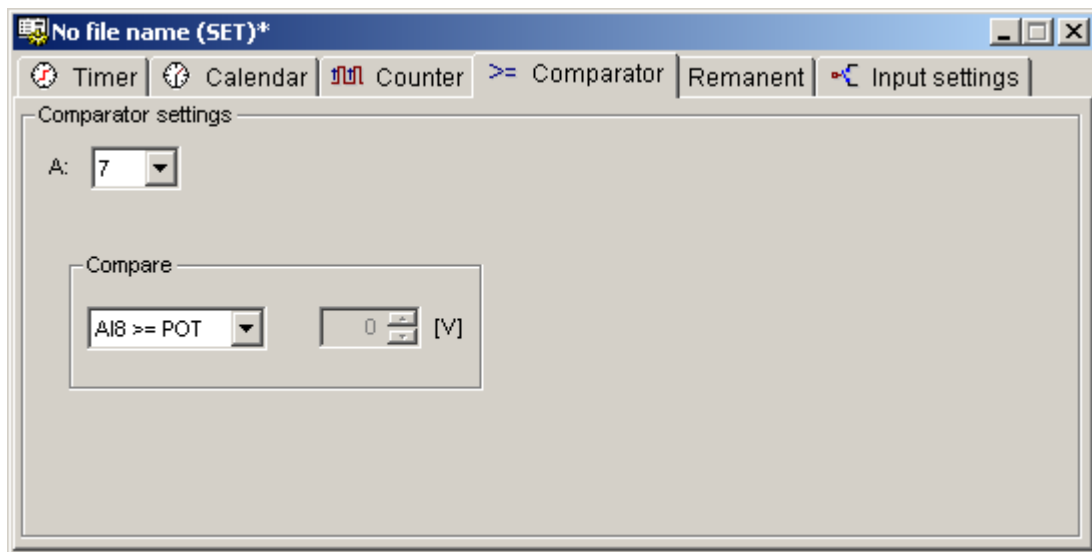 No file name (SET)*
Timer Calendar Counter >= Comparator Remanent Input settings
Comparator settings
A: 7
Compare
AI8 >= POT 0 [V]